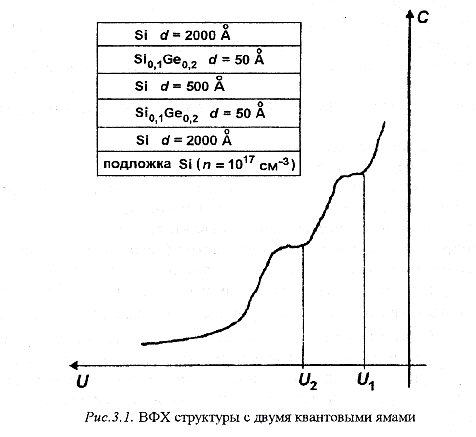 Si d = 2000 Å
Si0,1Ge0,2 d = 50 Å
Si d = 500 Å
Si0,1Ge0,2 d = 50 Å
Si d = 2000 Å
подложка Si (n = 10¹⁷ см⁻³)
C
U
U₂
U₁
Рис.3.1. ВФХ структуры с двумя квантовыми ямами